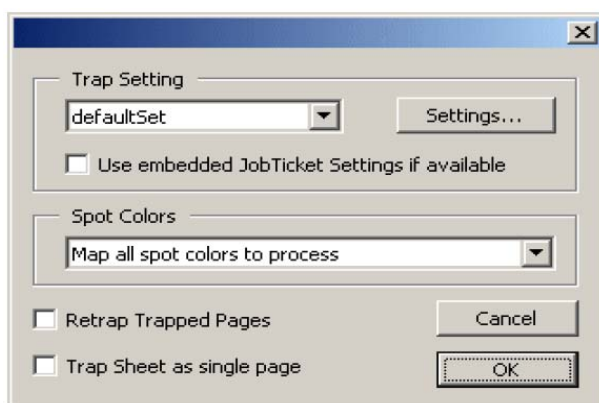 Trap Setting
defaultSet
Settings...
Use embedded JobTicket Settings if available
Spot Colors
Map all spot colors to process
Retrap Trapped Pages
Cancel
Trap Sheet as single page
OK